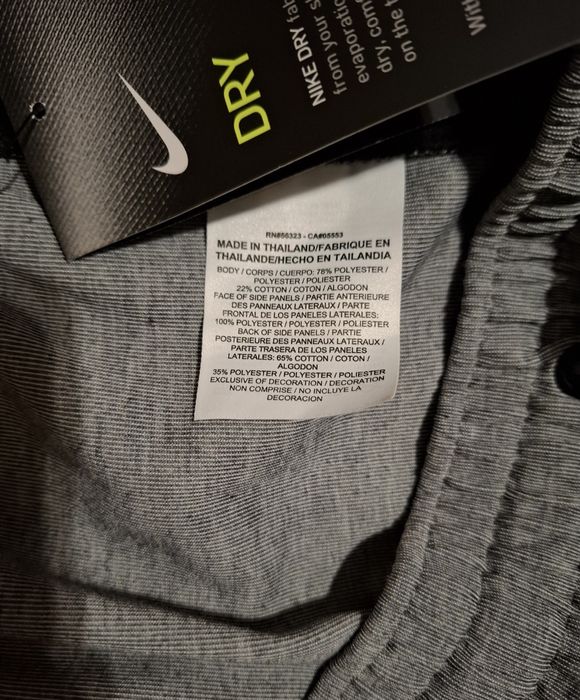 DRY
NIKE DRY
from your
evaporation
dry,
on the
With
RN#56323 - CA#05553
MADE IN THAILAND/FABRIQUE EN
THAILANDE/HECHO EN TAILANDIA
BODY / CORPS / CUERPO: 78% POLYESTER /
POLYESTER / POLIESTER
22% COTTON / COTON / ALGODON
FACE OF SIDE PANELS / PARTIE ANTERIEURE
DES PANNEAUX LATERAUX / PARTE
FRONTAL DE LOS PANELES LATERALES:
100% POLYESTER / POLYESTER / POLIESTER
BACK OF SIDE PANELS / PARTIE
POSTERIEURE DES PANNEAUX LATERAUX /
PARTE TRASERA DE LOS PANELES
LATERALES: 65% COTTON / COTON /
ALGODON
35% POLYESTER / POLYESTER / POLIESTER
EXCLUSIVE OF DECORATION / DECORATION
NON COMPRISE / NO INCLUYE LA
DECORACION